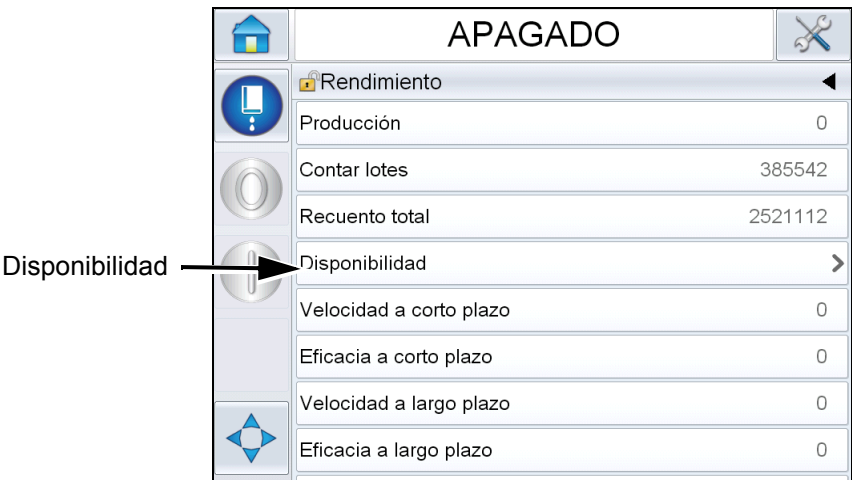 APAGADO
Rendimiento
Producción 0
Contar lotes 385542
Recuento total 2521112
Disponibilidad
Disponibilidad
Velocidad a corto plazo 0
Eficacia a corto plazo 0
Velocidad a largo plazo 0
Eficacia a largo plazo 0